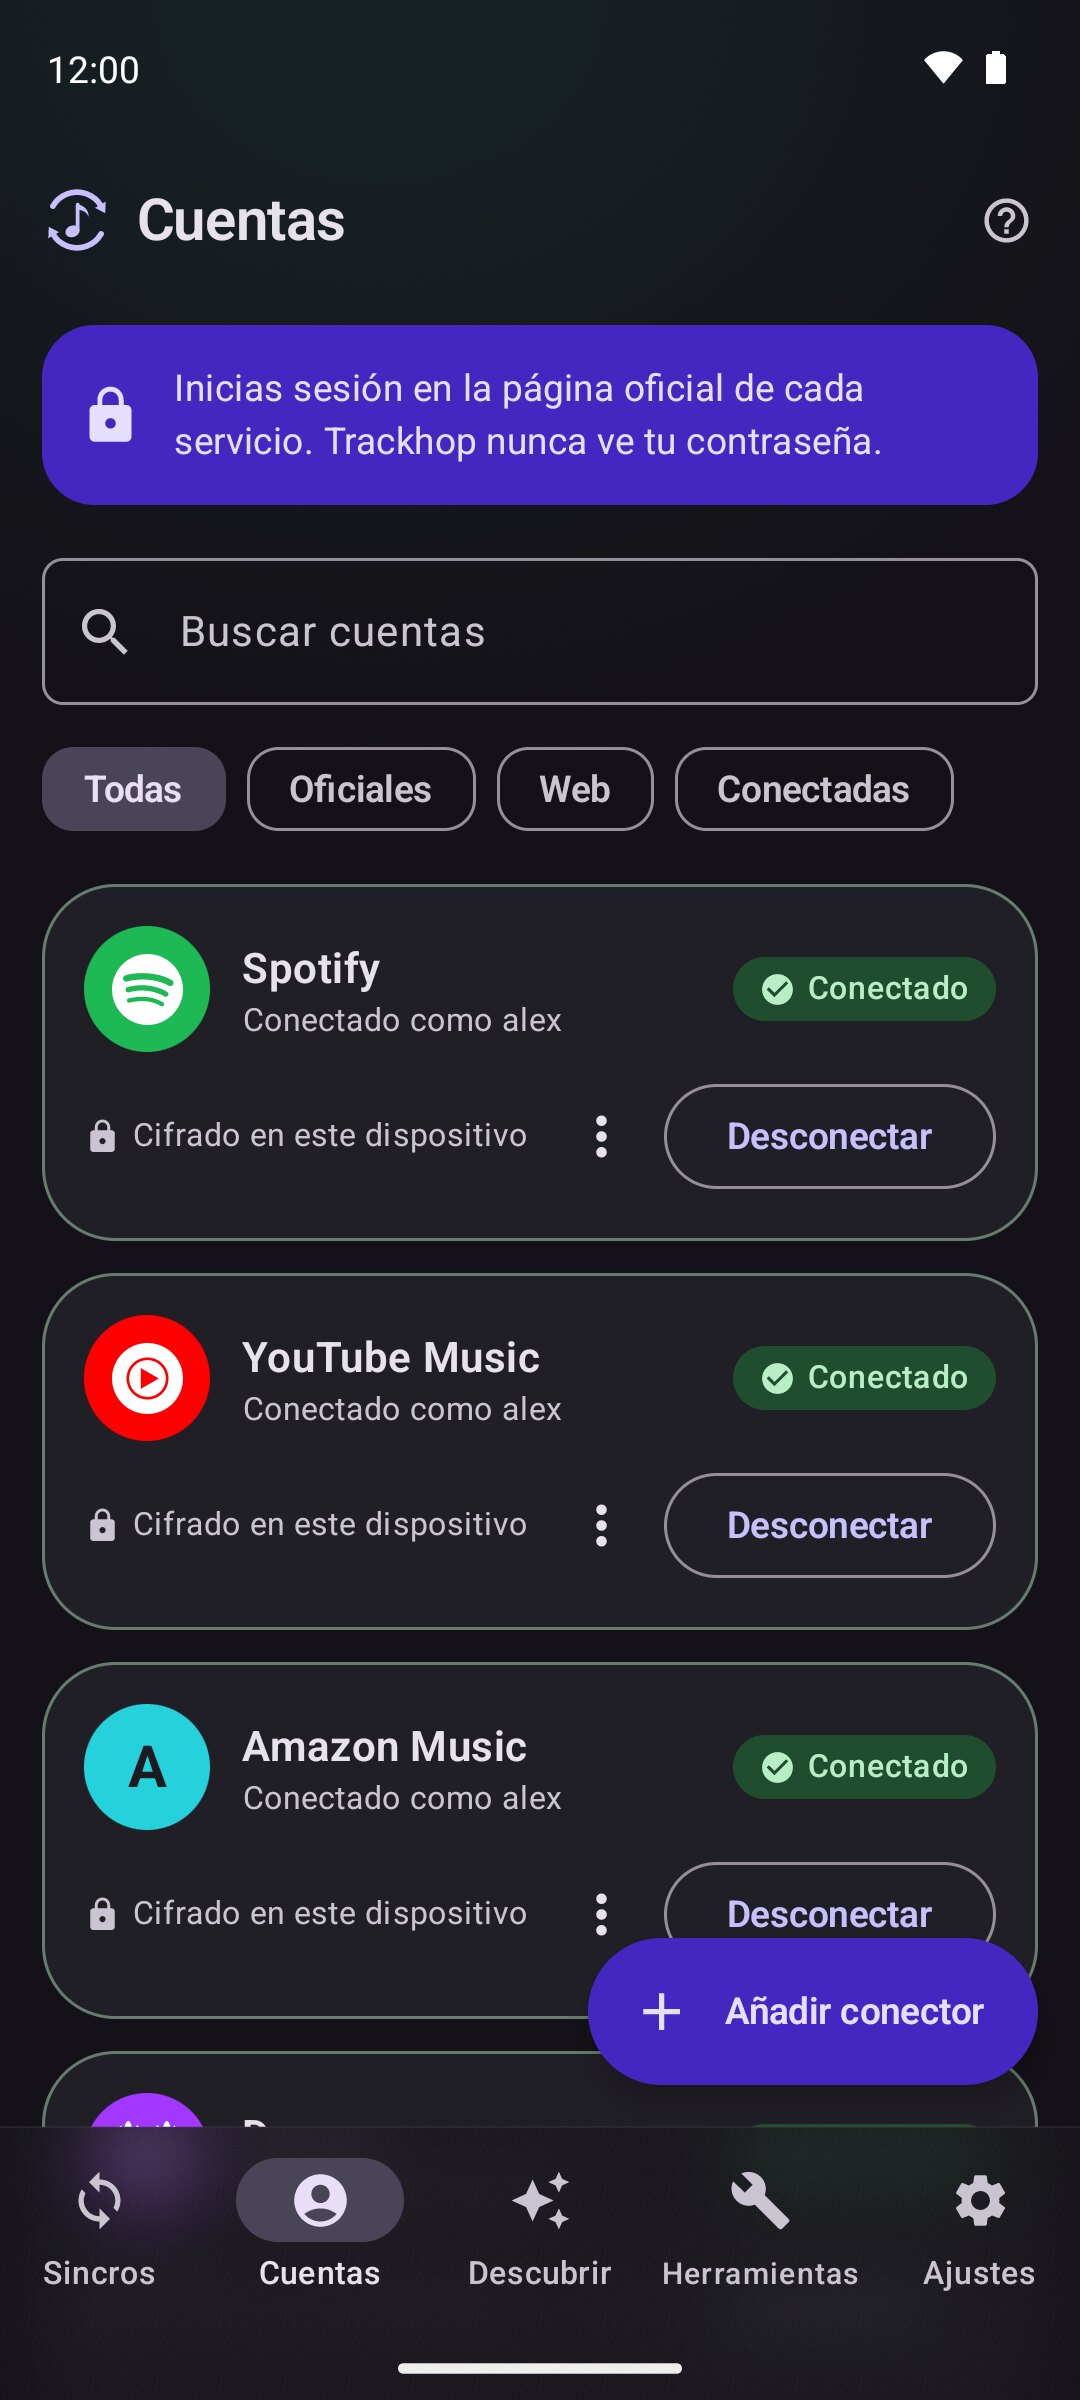 12:00
Cuentas
Inicias sesión en la página oficial de cada
servicio. Trackhop nunca ve tu contraseña.
Buscar cuentas
Todas
Oficiales
Web
Conectadas
Spotify
Conectado como alex
Conectado
Cifrado en este dispositivo
Desconectar
YouTube Music
Conectado como alex
Conectado
Cifrado en este dispositivo
Desconectar
A
Amazon Music
Conectado como alex
Conectado
Cifrado en este dispositivo
Desconectar
Añadir conector
Sincros
Cuentas
Descubrir
Herramientas
Ajustes